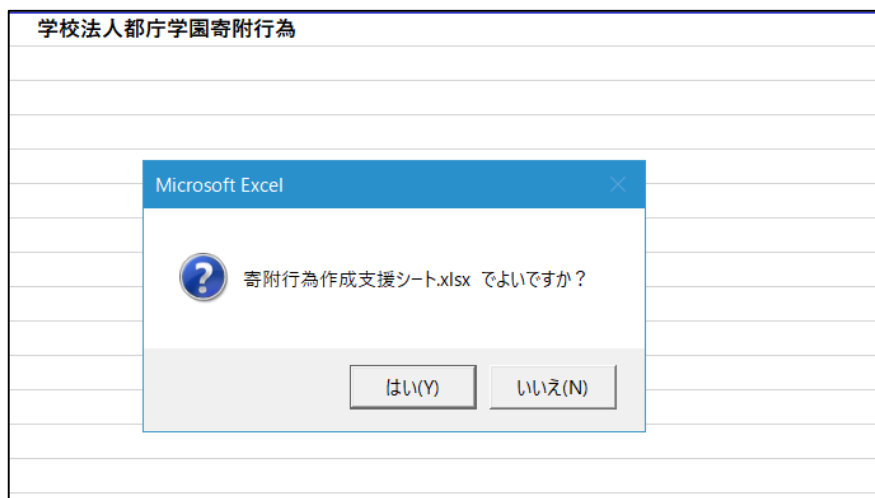 学校法人都庁学園寄附行為
Microsoft Excel
?
寄附行為作成支援シート.xlsx でよいですか？
はい(Y)
いいえ(N)